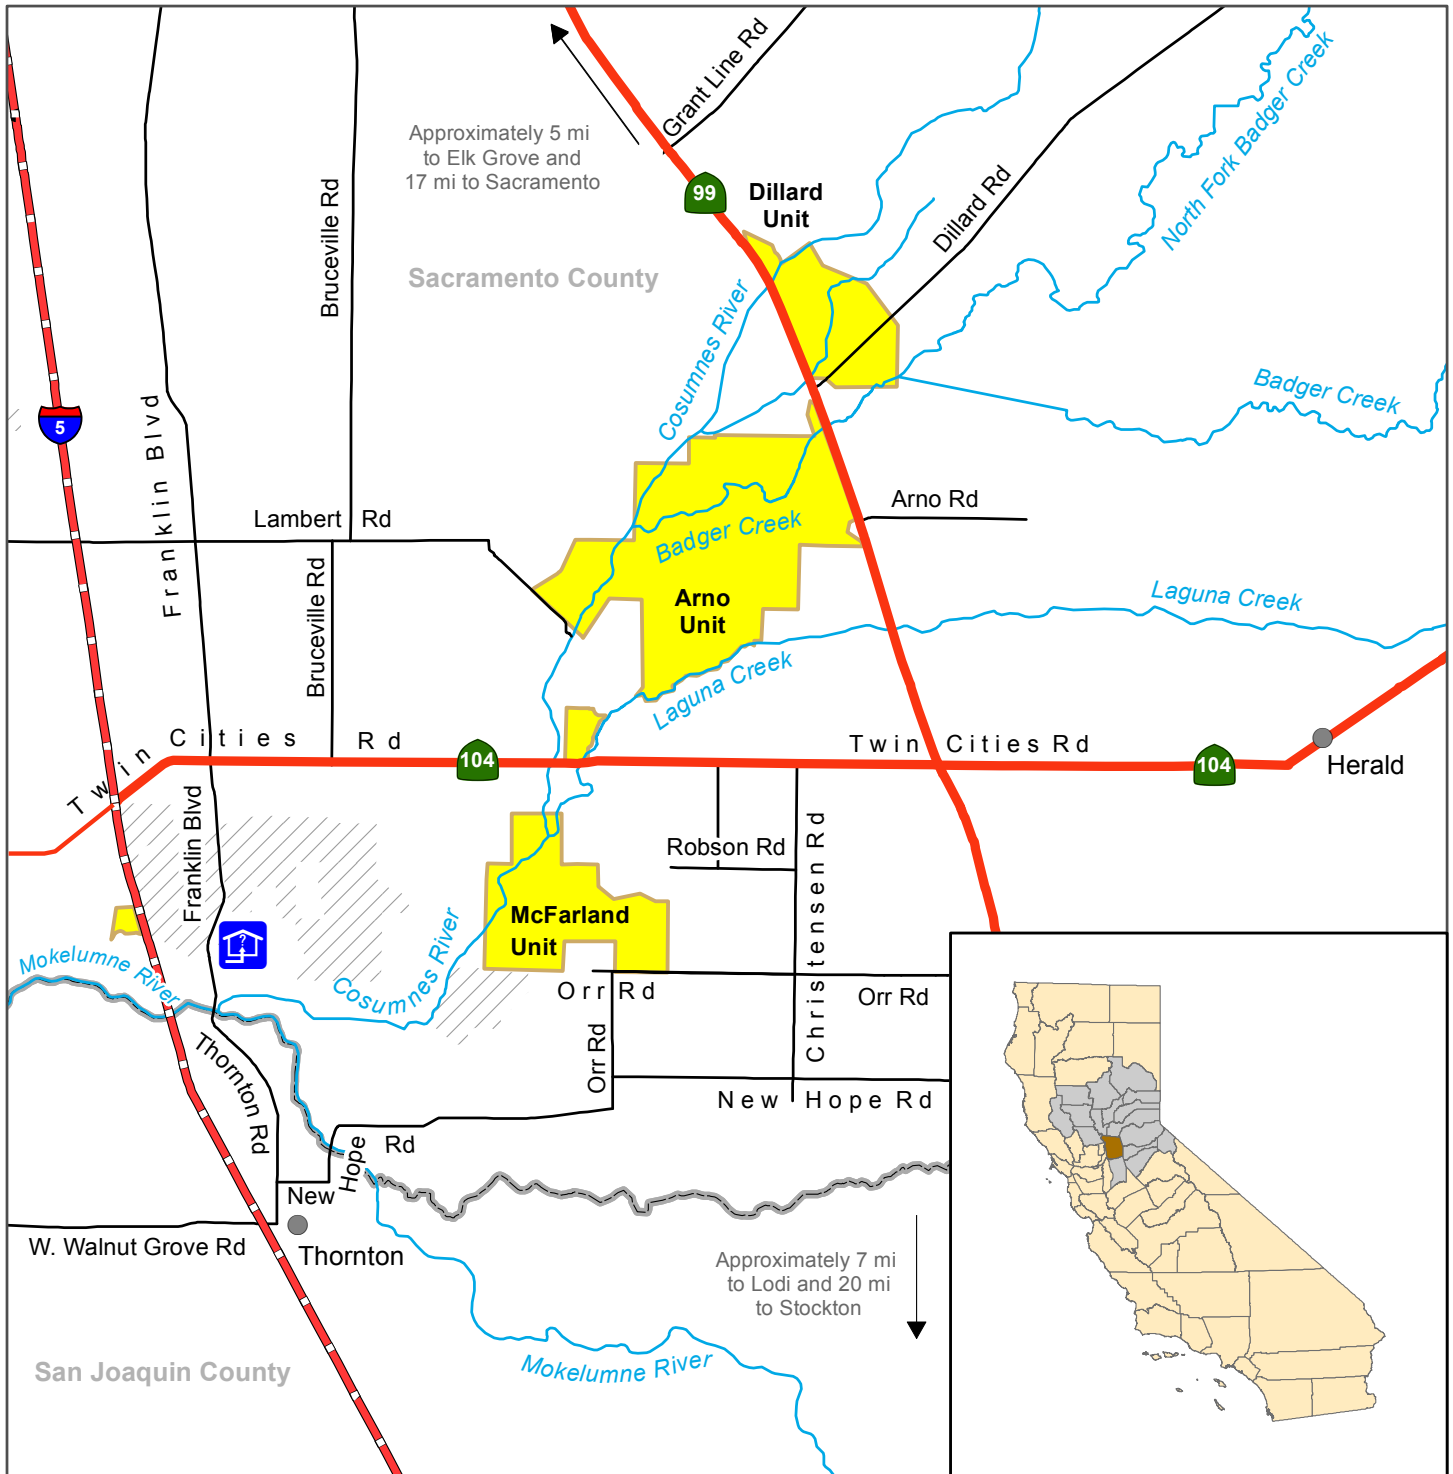 Grant Line Rd
Approximately 5 mi
to Elk Grove and
17 mi to Sacramento
North Fork Badger Creek
99
Dillard
Unit
Dillard Rd
Bruceville Rd
Sacramento County
Cosumnes River
Badger Creek
5
Franklin Blvd
Lambert Rd
Arno Rd
Badger Creek
Bruceville Rd
Arno
Unit
Laguna Creek
Laguna Creek
Twin Cities Rd
104
Twin Cities Rd
104
Herald
Franklin Blvd
Robson Rd
Christensen Rd
McFarland
Unit
?
Mokelumne River
Cosumnes River
Orr Rd
Orr Rd
Orr Rd
Thornton Rd
New Hope Rd
New Hope Rd
W. Walnut Grove Rd
Thornton
Approximately 7 mi
to Lodi and 20 mi
to Stockton
San Joaquin County
Mokelumne River